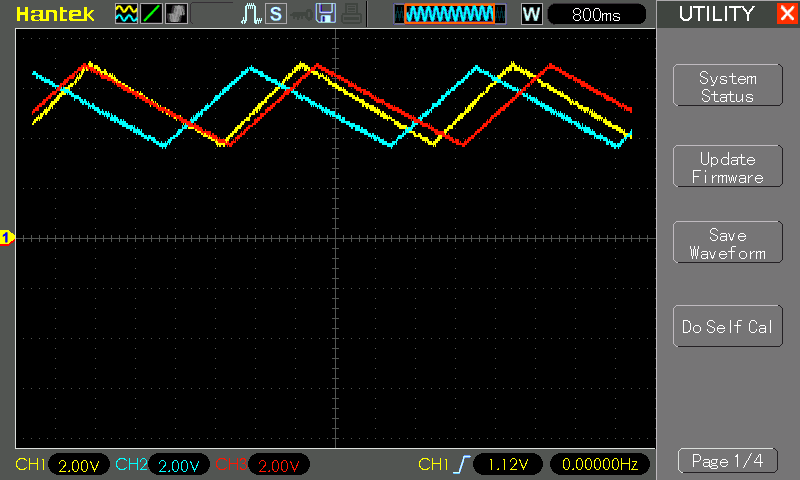 Hantek
S
W
800ms
UTILITY
System
Status
Update
Firmware
Save
Waveform
Do Self Cal
Page 1/4
1
CH1 2.00V CH2 2.00V CH3 2.00V CH1 1.12V 0.00000Hz